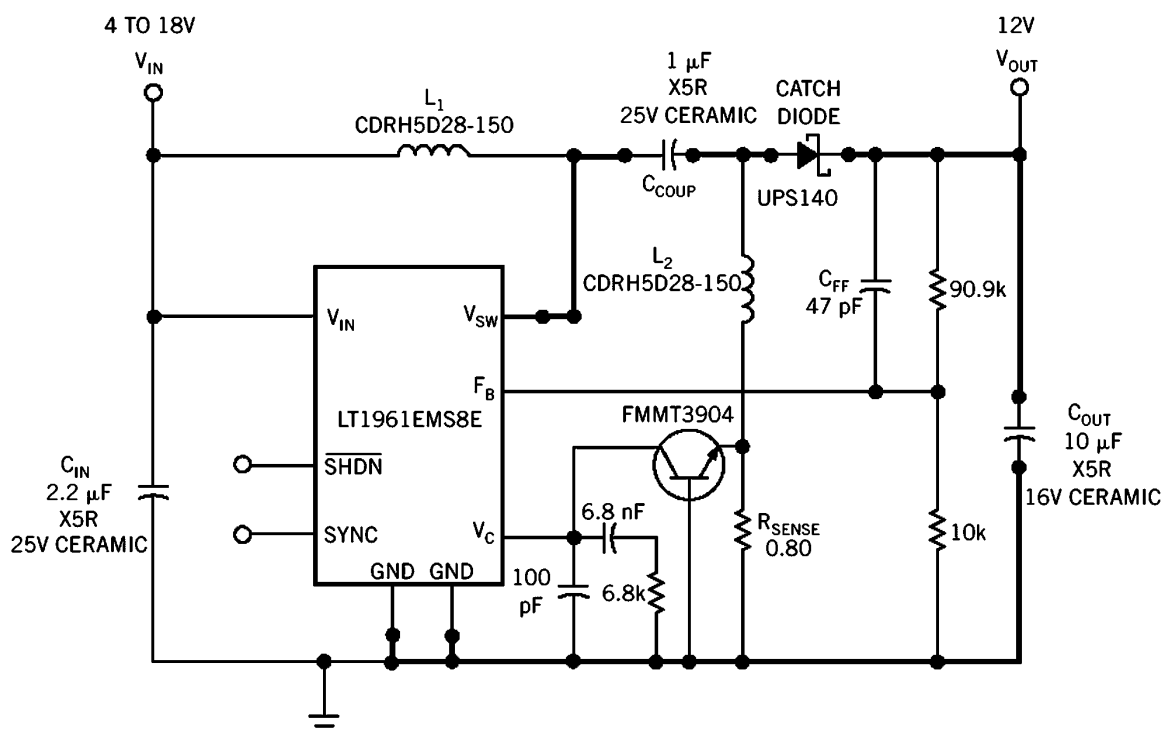 4 TO 18V
VIN
12V
VOUT
L1
CDRH5D28-150
1 µF
X5R
25V CERAMIC
CCOUP
CATCH
DIODE
UPS140
L2
CDRH5D28-150
CFF
47 pF
90.9k
VIN
VSW
FB
LT1961EMS8E
SHDN
SYNC
VC
GND GND
CIN
2.2 µF
X5R
25V CERAMIC
FMMT3904
6.8 nF
100
pF
6.8k
RSENSE
0.80
10k
COUT
10 µF
X5R
16V CERAMIC